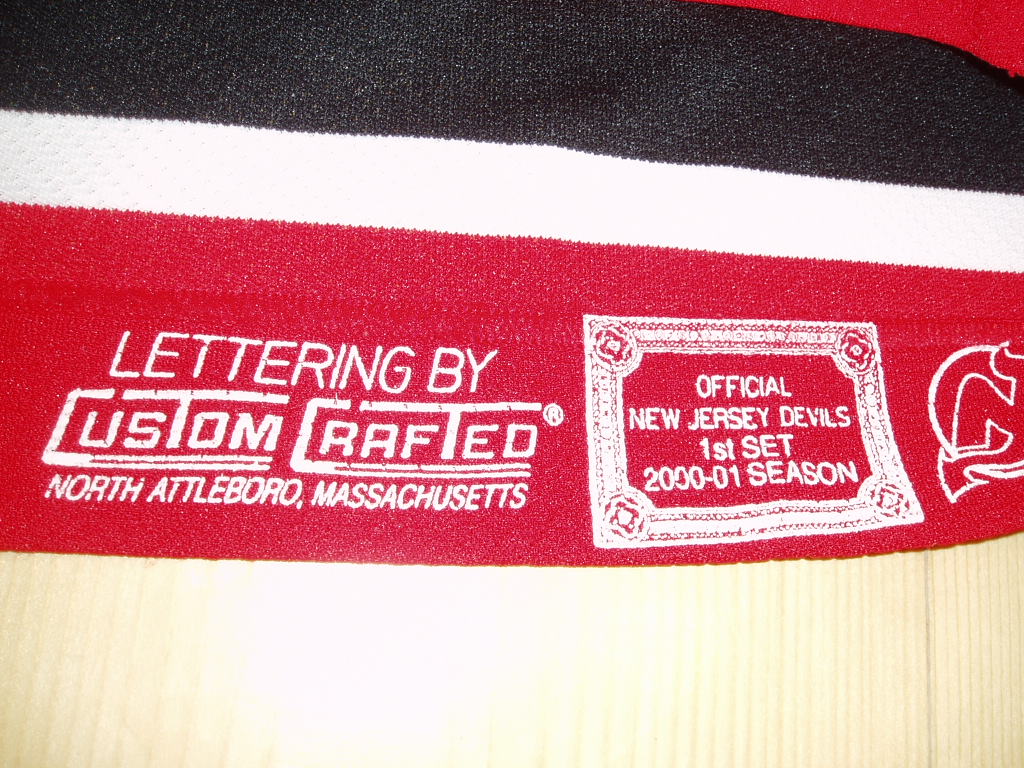 LETTERING BY
CUSTOM CRAFTED®
NORTH ATTLEBORO, MASSACHUSETTS
OFFICIAL
NEW JERSEY DEVILS
1st SET
2000-01 SEASON